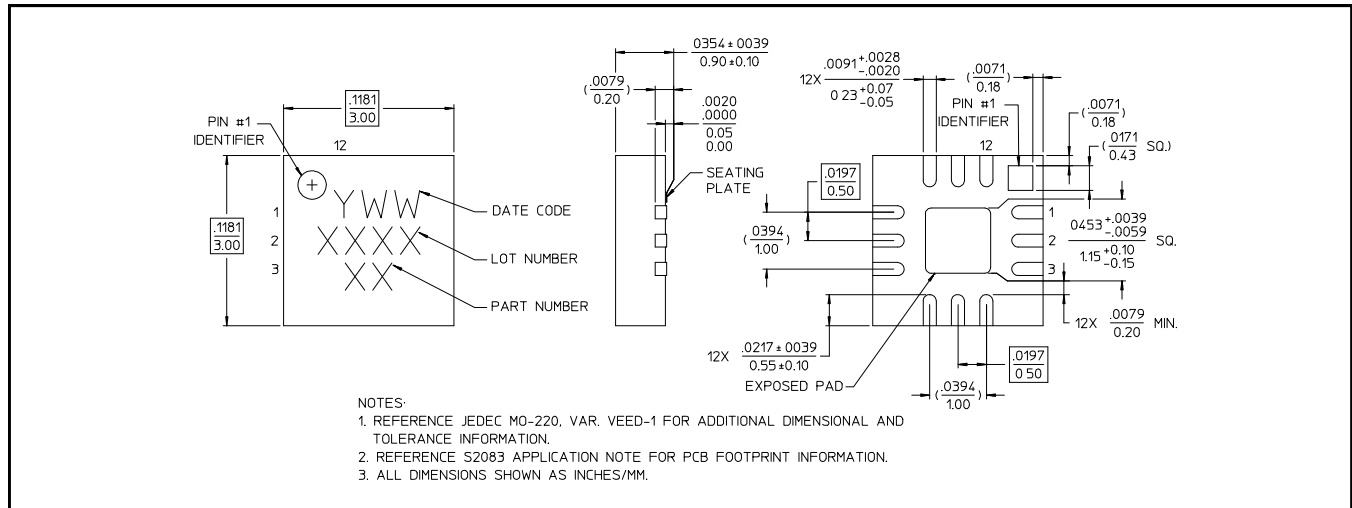 .1181
3.00
PIN #1
IDENTIFIER
12
.1181
3.00
1
2
3
Y W W
X X X X
X X
DATE CODE
LOT NUMBER
PART NUMBER
.0354 ± .0039
0.90 ±0.10
(.0079
0.20)
.0020
.0000
0.05
0.00
SEATING
PLATE
12X .0091 +.0028
-.0020
0.23 +0.07
-0.05
(.0071
0.18)
PIN #1
IDENTIFIER
12
(.0071
0.18)
(.0171
0.43 SQ.)
.0197
0.50
(.0394
1.00)
1
2
3
.0453 +.0039
-.0059 SQ.
1.15 +0.10
-0.15
12X .0079
0.20 MIN.
12X .0217 ± .0039
0.55 ±0.10
EXPOSED PAD
(.0394
1.00)
.0197
0.50
NOTES:
1. REFERENCE JEDEC MO-220, VAR. VEED-1 FOR ADDITIONAL DIMENSIONAL AND
TOLERANCE INFORMATION.
2. REFERENCE S2083 APPLICATION NOTE FOR PCB FOOTPRINT INFORMATION.
3. ALL DIMENSIONS SHOWN AS INCHES/MM.